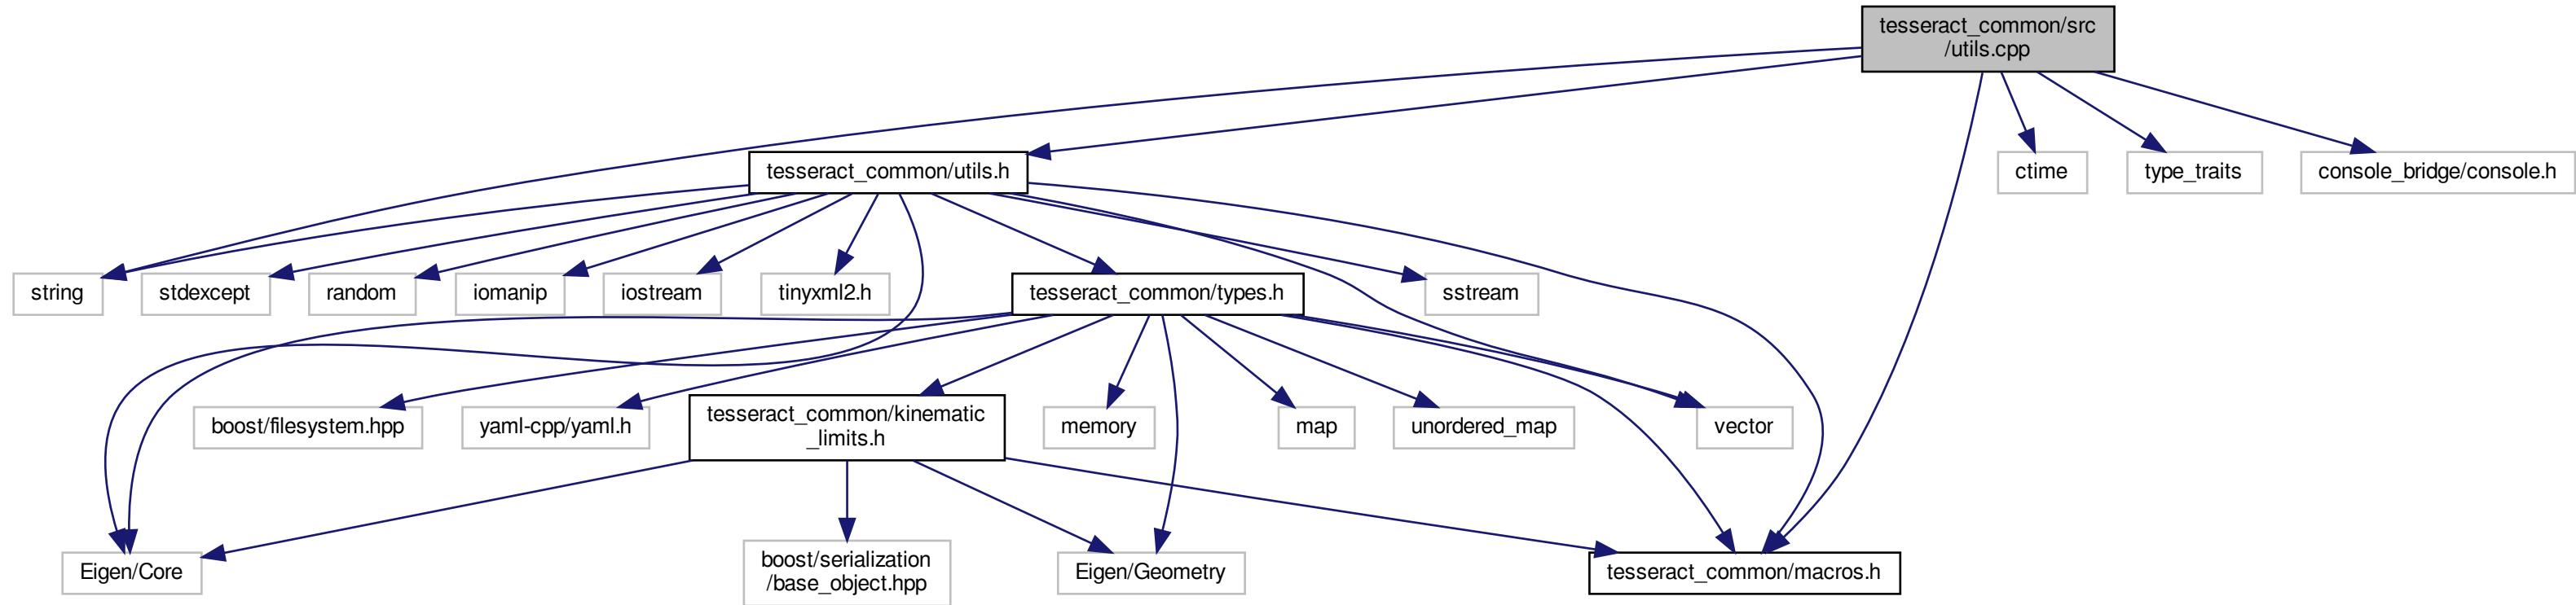 tesseract_common/src
/utils.cpp
tesseract_common/utils.h
ctime
type_traits
console_bridge/console.h
string
stdexcept
random
iomanip
iostream
tinyxml2.h
tesseract_common/types.h
sstream
boost/filesystem.hpp
yaml-cpp/yaml.h
tesseract_common/kinematic
_limits.h
memory
map
unordered_map
vector
Eigen/Core
boost/serialization
/base_object.hpp
Eigen/Geometry
tesseract_common/macros.h